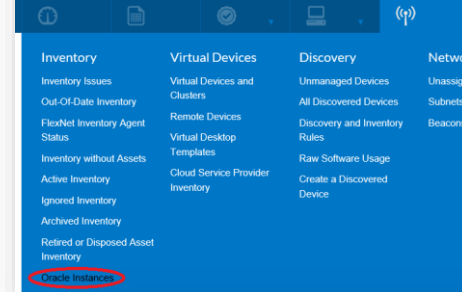 Inventory
Inventory Issues
Out-Of-Date Inventory
FlexNet Inventory Agent
Status
Inventory without Assets
Active Inventory
Ignored Inventory
Archived Inventory
Retired or Disposed Asset
Inventory
Oracle Instances
Virtual Devices
Virtual Devices and
Clusters
Remote Devices
Virtual Desktop
Templates
Cloud Service Provider
Inventory
Discovery
Unmanaged Devices
All Discovered Devices
Discovery and Inventory
Rules
Raw Software Usage
Create a Discovered
Device
Netwo
Unassig
Subnets
Beacons